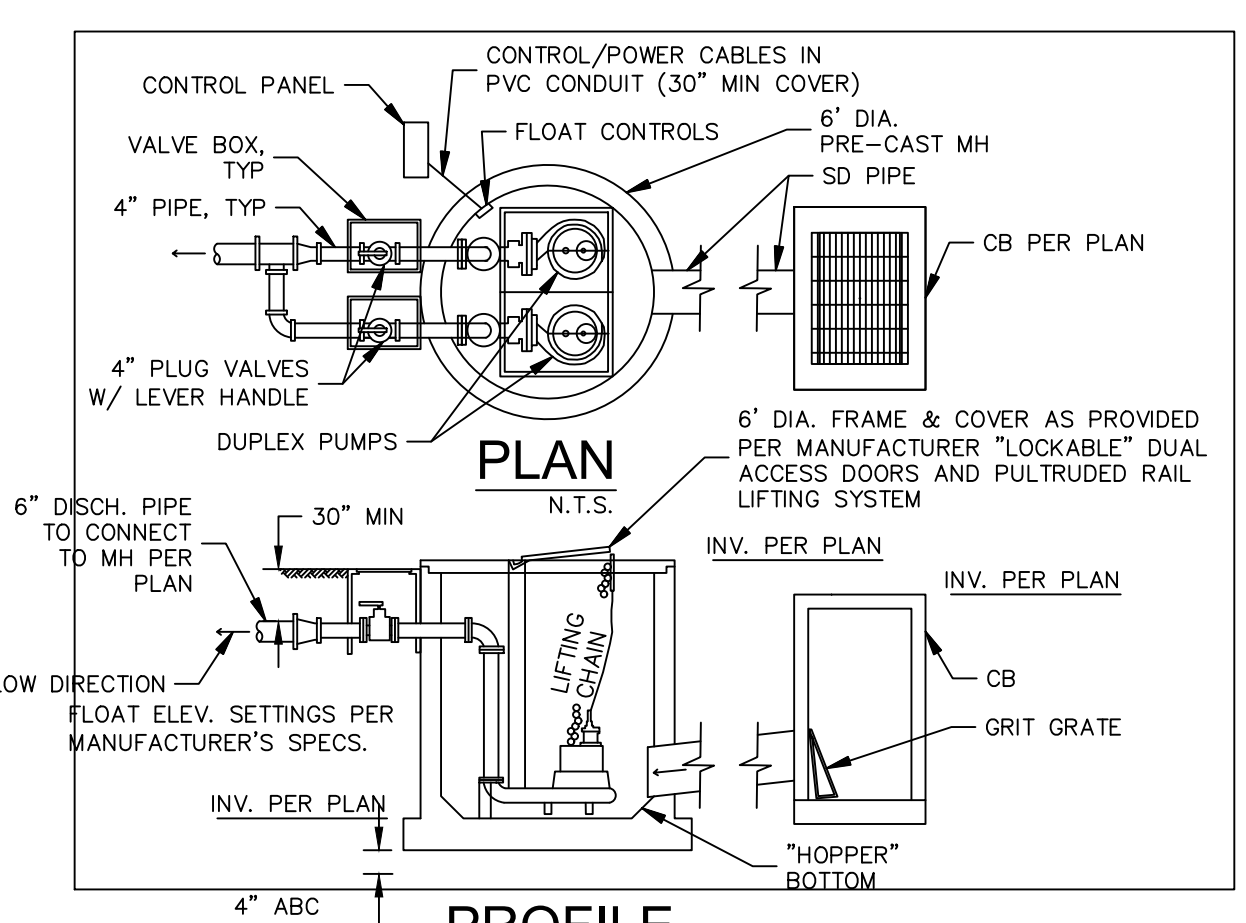 CONTROL/POWER CABLES IN
PVC CONDUIT (30" MIN COVER)
CONTROL PANEL
FLOAT CONTROLS
6' DIA.
PRE-CAST MH
VALVE BOX,
TYP
SD PIPE
4" PIPE, TYP
CB PER PLAN
4" PLUG VALVES
W/ LEVER HANDLE
DUPLEX PUMPS
PLAN
N.T.S.
6' DIA. FRAME & COVER AS PROVIDED
PER MANUFACTURER "LOCKABLE" DUAL
ACCESS DOORS AND PULTRUDED RAIL
LIFTING SYSTEM
6" DISCH. PIPE
TO CONNECT
TO MH PER
PLAN
30" MIN
INV. PER PLAN
INV. PER PLAN
LIFTING
CHAIN
LOW DIRECTION
CB
FLOAT ELEV. SETTINGS PER
MANUFACTURER'S SPECS.
GRIT GRATE
INV. PER PLAN
"HOPPER"
BOTTOM
4" ABC
PROFILE